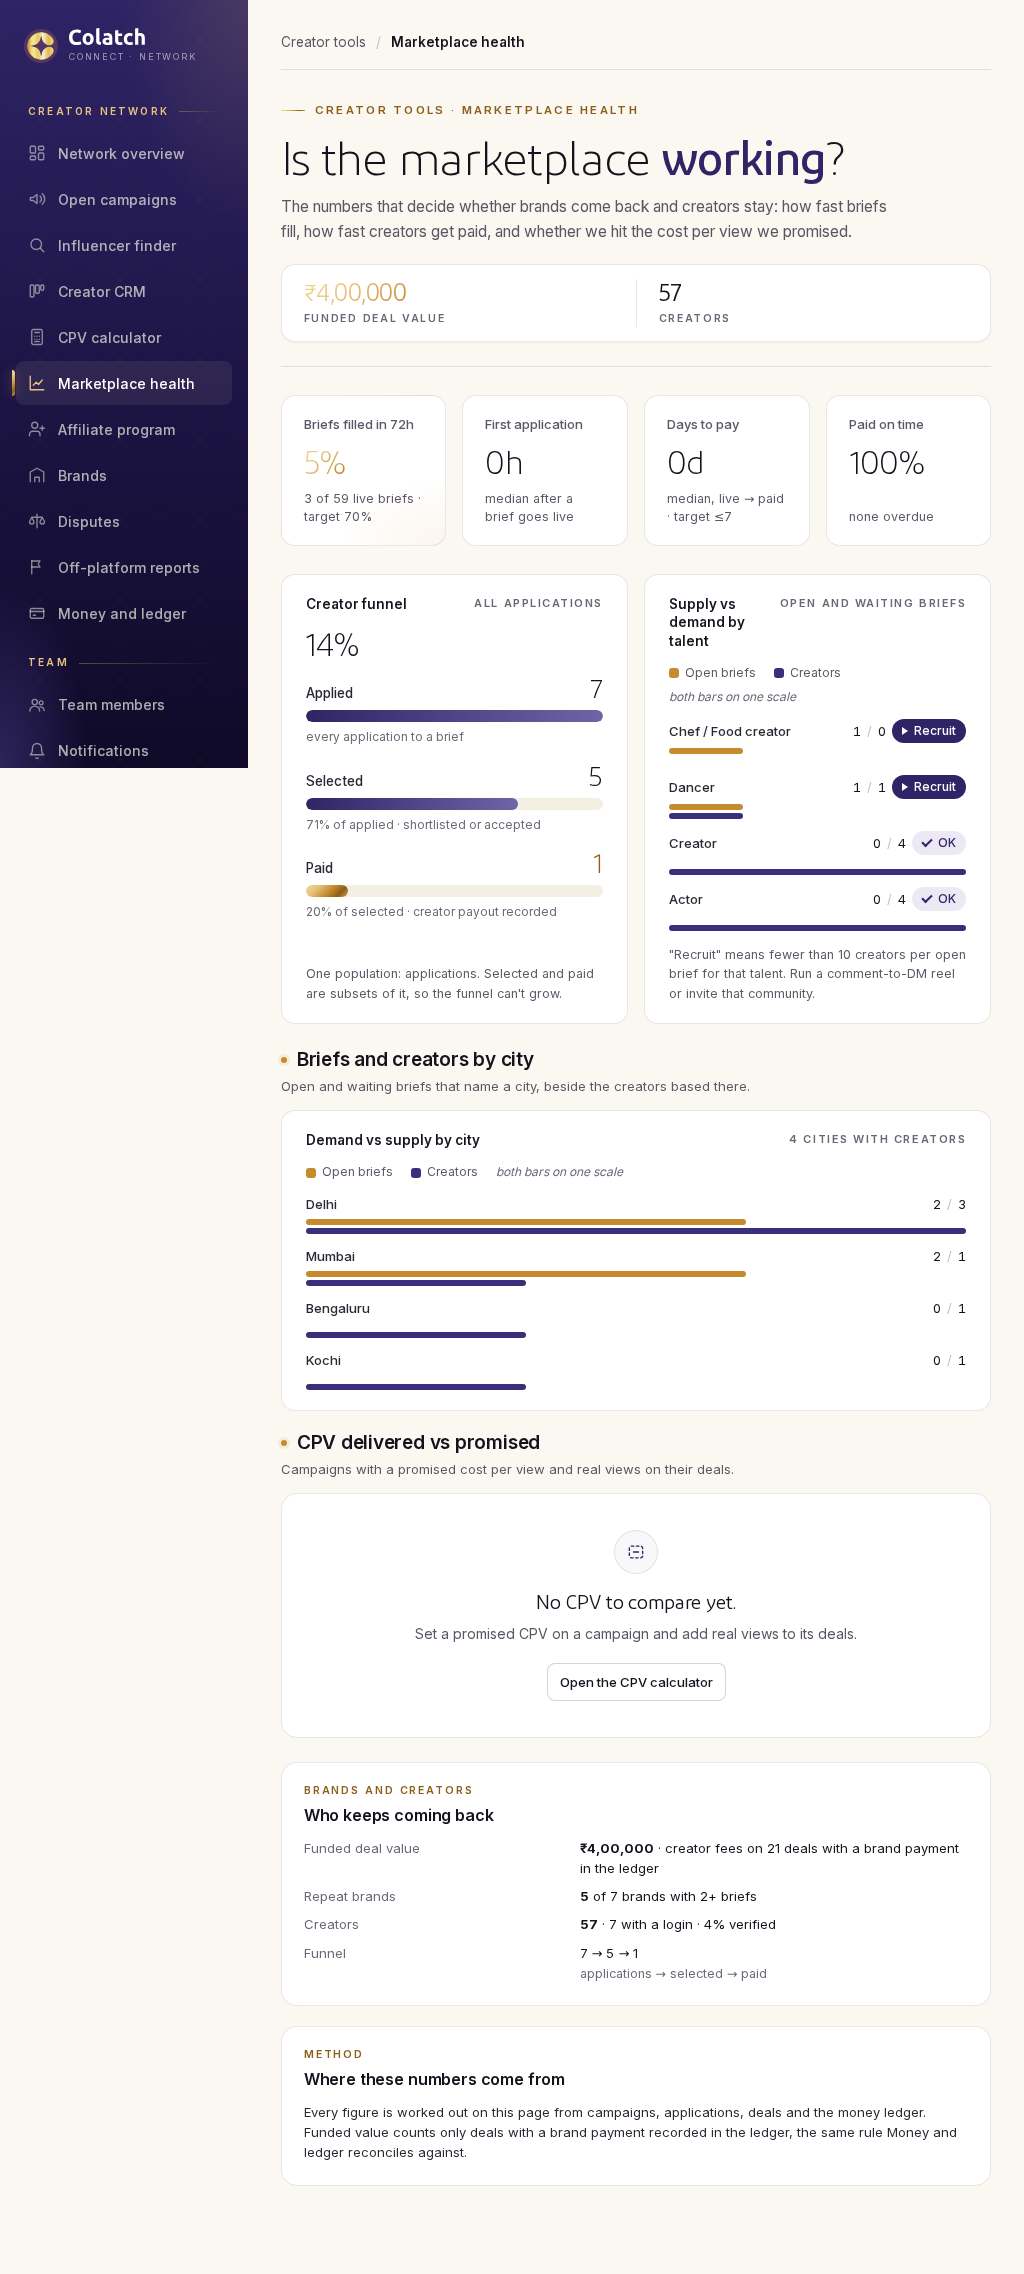 Colatch
CONNECT · NETWORK
CREATOR NETWORK
Network overview
Open campaigns
Influencer finder
Creator CRM
CPV calculator
Marketplace health
Affiliate program
Brands
Disputes
Off-platform reports
Money and ledger
TEAM
Team members
Notifications
Creator tools / Marketplace health
CREATOR TOOLS · MARKETPLACE HEALTH
Is the marketplace working?
The numbers that decide whether brands come back and creators stay: how fast briefs
fill, how fast creators get paid, and whether we hit the cost per view we promised.
₹4,00,000
FUNDED DEAL VALUE
57
CREATORS
Briefs filled in 72h
5%
3 of 59 live briefs ·
target 70%
First application
0h
median after a
brief goes live
Days to pay
0d
median, live → paid
· target ≤7
Paid on time
100%
none overdue
Creator funnel
ALL APPLICATIONS
14%
Applied 7
every application to a brief
Selected 5
71% of applied · shortlisted or accepted
Paid 1
20% of selected · creator payout recorded
One population: applications. Selected and paid
are subsets of it, so the funnel can't grow.
Supply vs
demand by
talent
OPEN AND WAITING BRIEFS
Open briefs Creators
both bars on one scale
Chef / Food creator 1 / 0 Recruit
Dancer 1 / 1 Recruit
Creator 0 / 4 OK
Actor 0 / 4 OK
"Recruit" means fewer than 10 creators per open
brief for that talent. Run a comment-to-DM reel
or invite that community.
Briefs and creators by city
Open and waiting briefs that name a city, beside the creators based there.
Demand vs supply by city
4 CITIES WITH CREATORS
Open briefs Creators both bars on one scale
Delhi 2 / 3
Mumbai 2 / 1
Bengaluru 0 / 1
Kochi 0 / 1
CPV delivered vs promised
Campaigns with a promised cost per view and real views on their deals.
No CPV to compare yet.
Set a promised CPV on a campaign and add real views to its deals.
Open the CPV calculator
BRANDS AND CREATORS
Who keeps coming back
Funded deal value ₹4,00,000 · creator fees on 21 deals with a brand payment
in the ledger
Repeat brands 5 of 7 brands with 2+ briefs
Creators 57 · 7 with a login · 4% verified
Funnel 7 → 5 → 1
applications → selected → paid
METHOD
Where these numbers come from
Every figure is worked out on this page from campaigns, applications, deals and the money ledger.
Funded value counts only deals with a brand payment recorded in the ledger, the same rule Money and
ledger reconciles against.